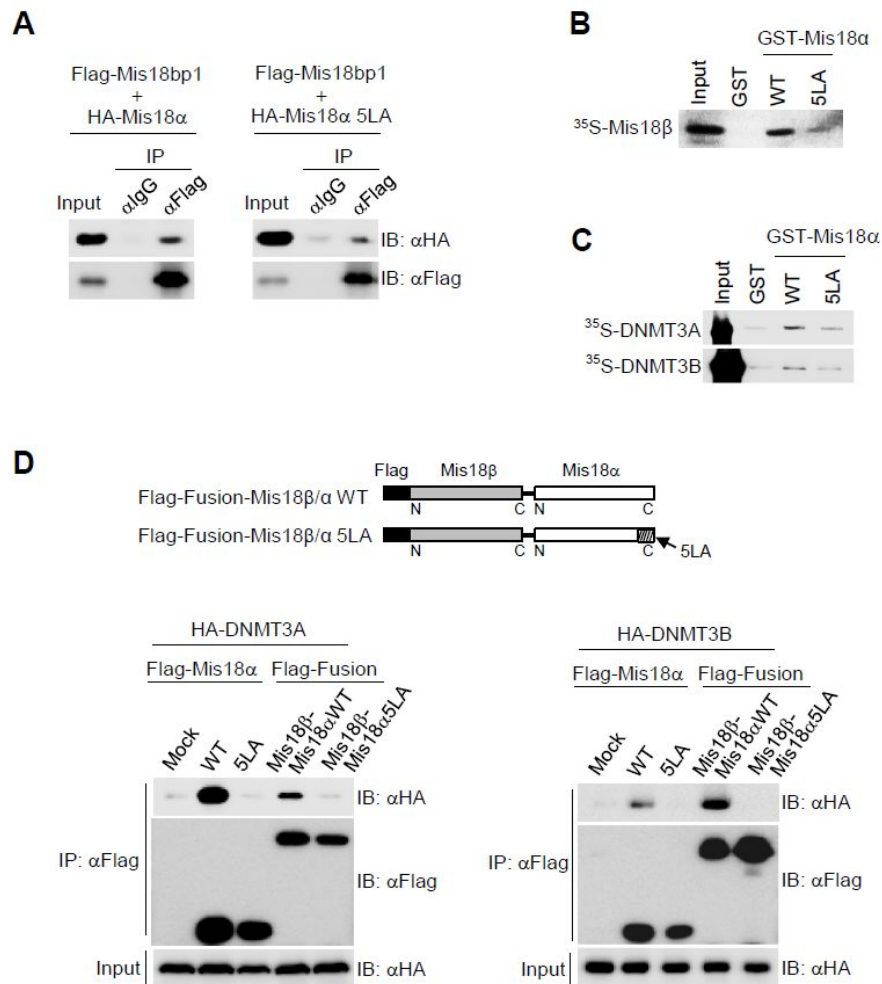 A
Flag-Mis18bp1
+
HA-Mis18α
Flag-Mis18bp1
+
HA-Mis18α 5LA
IP
IP
Input
αIgG
αFlag
Input
αIgG
αFlag
IB: αHA
IB: αFlag
B
GST-Mis18α
Input
GST
WT
5LA
³⁵S-Mis18β
C
GST-Mis18α
Input
GST
WT
5LA
³⁵S-DNMT3A
³⁵S-DNMT3B
D
Flag Mis18β Mis18α
Flag-Fusion-Mis18β/α WT
N C N C
Flag-Fusion-Mis18β/α 5LA
N C N C
5LA
HA-DNMT3A
Flag-Mis18α Flag-Fusion
Mock
WT
5LA
Mis18β-
Mis18αWT
Mis18β-
Mis18α5LA
IP: αFlag
IB: αHA
IB: αFlag
Input
IB: αHA
HA-DNMT3B
Flag-Mis18α Flag-Fusion
Mock
WT
5LA
Mis18β-
Mis18αWT
Mis18β-
Mis18α5LA
IP: αFlag
IB: αHA
IB: αFlag
Input
IB: αHA